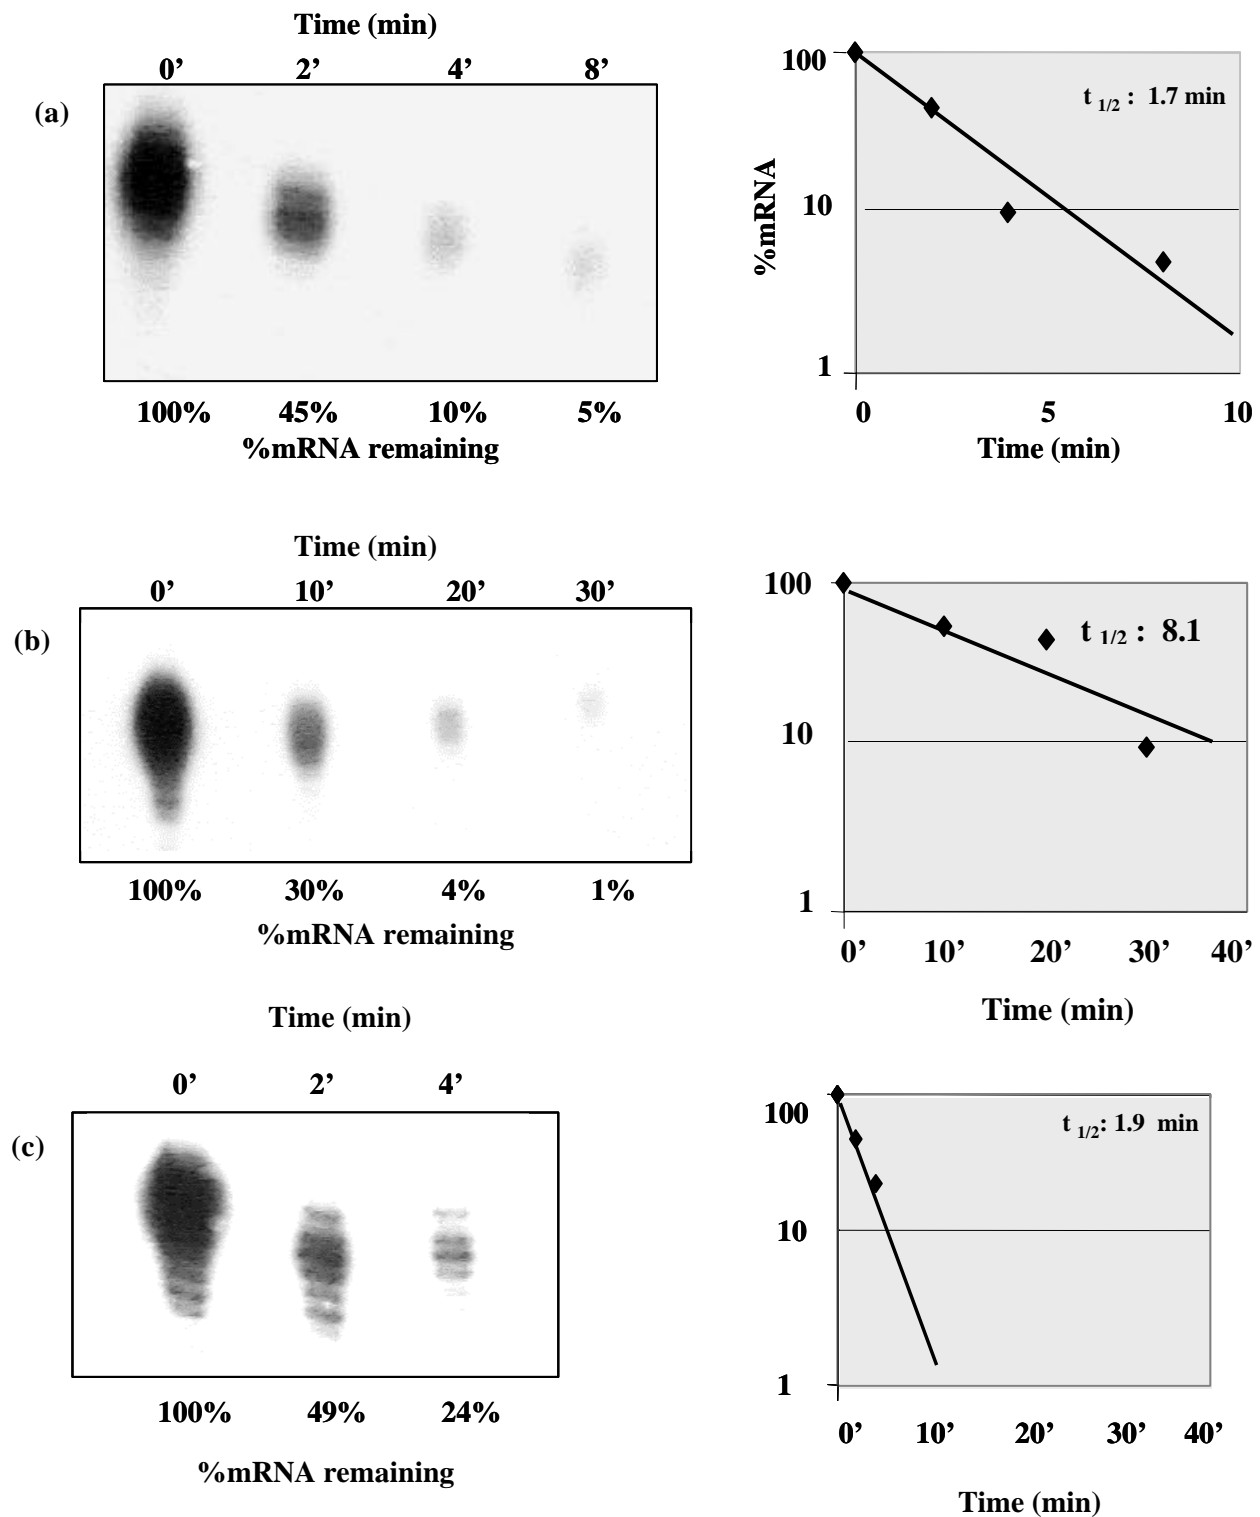 Time (min)
0’ 2’ 4’ 8’
(a)
100% 45% 10% 5%
%mRNA remaining
100
10
1
%mRNA
t 1/2 : 1.7 min
0 5 10
Time (min)
Time (min)
0’ 10’ 20’ 30’
(b)
100% 30% 4% 1%
%mRNA remaining
100
10
1
t 1/2 : 8.1
0’ 10’ 20’ 30’ 40’
Time (min)
Time (min)
0’ 2’ 4’
(c)
100% 49% 24%
%mRNA remaining
100
10
1
t 1/2: 1.9 min
0’ 10’ 20’ 30’ 40’
Time (min)